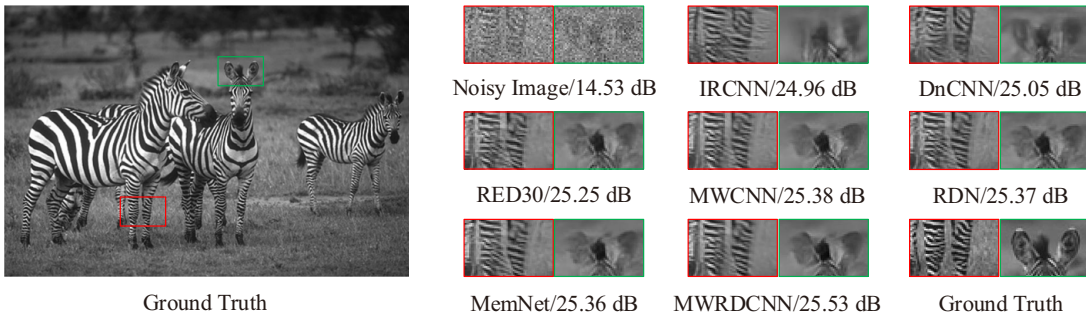 Noisy Image/14.53 dB
IRCNN/24.96 dB
DnCNN/25.05 dB
RED30/25.25 dB
MWCNN/25.38 dB
RDN/25.37 dB
Ground Truth
MemNet/25.36 dB
MWRDCNN/25.53 dB
Ground Truth